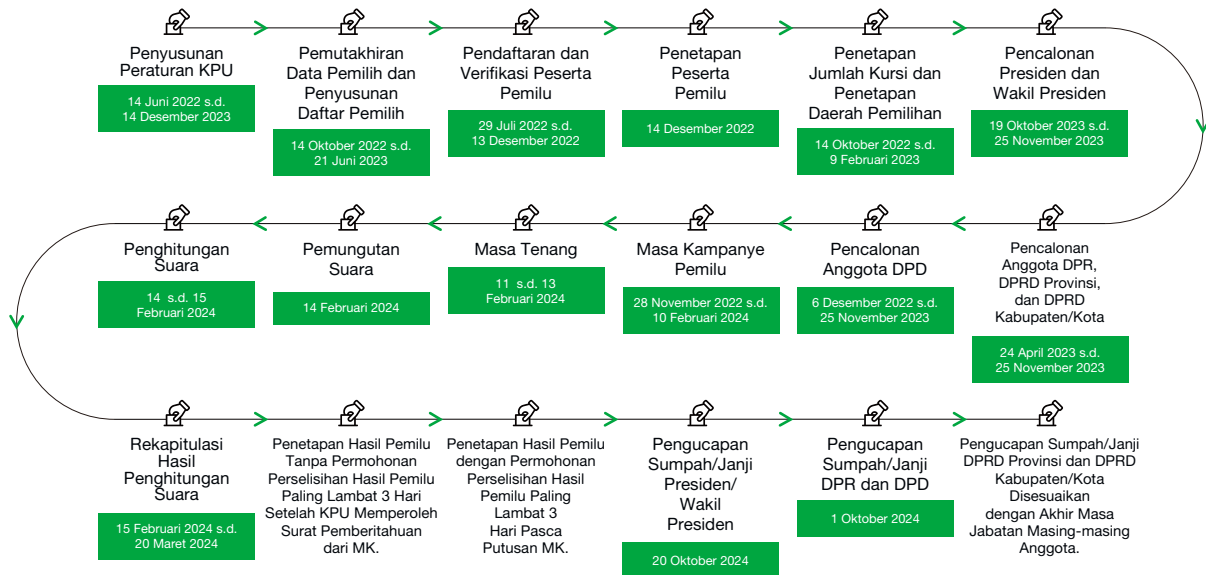 Penyusunan
Peraturan KPU
14 Juni 2022 s.d.
14 Desember 2023
Pemutakhiran
Data Pemilih dan
Penyusunan
Daftar Pemilih
14 Oktober 2022 s.d.
21 Juni 2023
Pendaftaran dan
Verifikasi Peserta
Pemilu
29 Juli 2022 s.d.
13 Desember 2022
Penetapan
Peserta
Pemilu
14 Desember 2022
Penetapan
Jumlah Kursi dan
Penetapan
Daerah Pemilihan
14 Oktober 2022 s.d.
9 Februari 2023
Pencalonan
Presiden dan
Wakil Presiden
19 Oktober 2023 s.d.
25 November 2023
Pencalonan
Anggota DPR,
DPRD Provinsi,
dan DPRD
Kabupaten/Kota
24 April 2023 s.d.
25 November 2023
Pencalonan
Anggota DPD
6 Desember 2022 s.d.
25 November 2023
Masa Kampanye
Pemilu
28 November 2022 s.d.
10 Februari 2024
Masa Tenang
11 s.d. 13
Februari 2024
Pemungutan
Suara
14 Februari 2024
Penghitungan
Suara
14 s.d. 15
Februari 2024
Rekapitulasi
Hasil
Penghitungan
Suara
15 Februari 2024 s.d.
20 Maret 2024
Penetapan Hasil Pemilu
Tanpa Permohonan
Perselisihan Hasil Pemilu
Paling Lambat 3 Hari
Setelah KPU Memperoleh
Surat Pemberitahuan
dari MK.
Penetapan Hasil Pemilu
dengan Permohonan
Perselisihan Hasil
Pemilu Paling
Lambat 3
Hari Pasca
Putusan MK.
Pengucapan
Sumpah/Janji
Presiden/
Wakil
Presiden
20 Oktober 2024
Pengucapan
Sumpah/Janji
DPR dan DPD
1 Oktober 2024
Pengucapan Sumpah/Janji
DPRD Provinsi dan DPRD
Kabupaten/Kota
Disesuaikan
dengan Akhir Masa
Jabatan Masing-masing
Anggota.